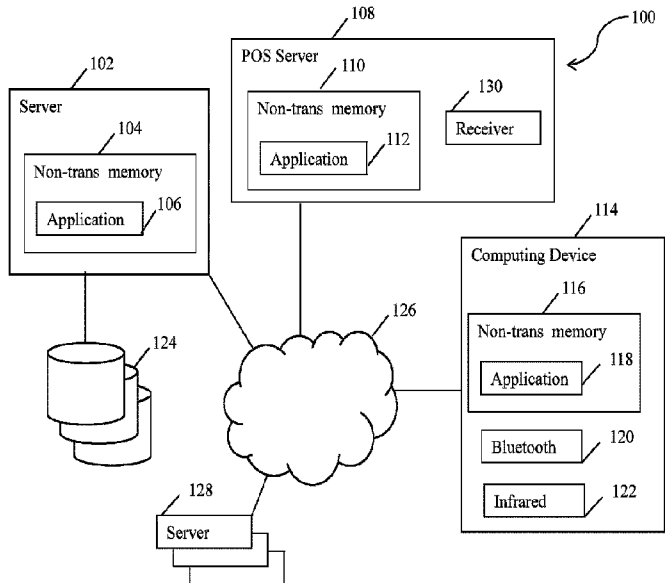 108
100
POS Server
102
110
Server
Non-trans memory
130
104
Receiver
Non-trans memory
Application
112
Application
106
114
Computing Device
116
126
Non-trans memory
124
Application
118
Bluetooth
120
128
Infrared
122
Server